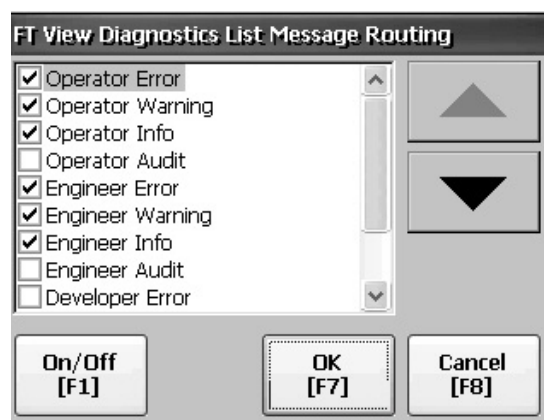 FT View Diagnostics List Message Routing
Operator Error
Operator Warning
Operator Info
Operator Audit
Engineer Error
Engineer Warning
Engineer Info
Engineer Audit
Developer Error
On/Off
[F1]
OK
[F7]
Cancel
[F8]